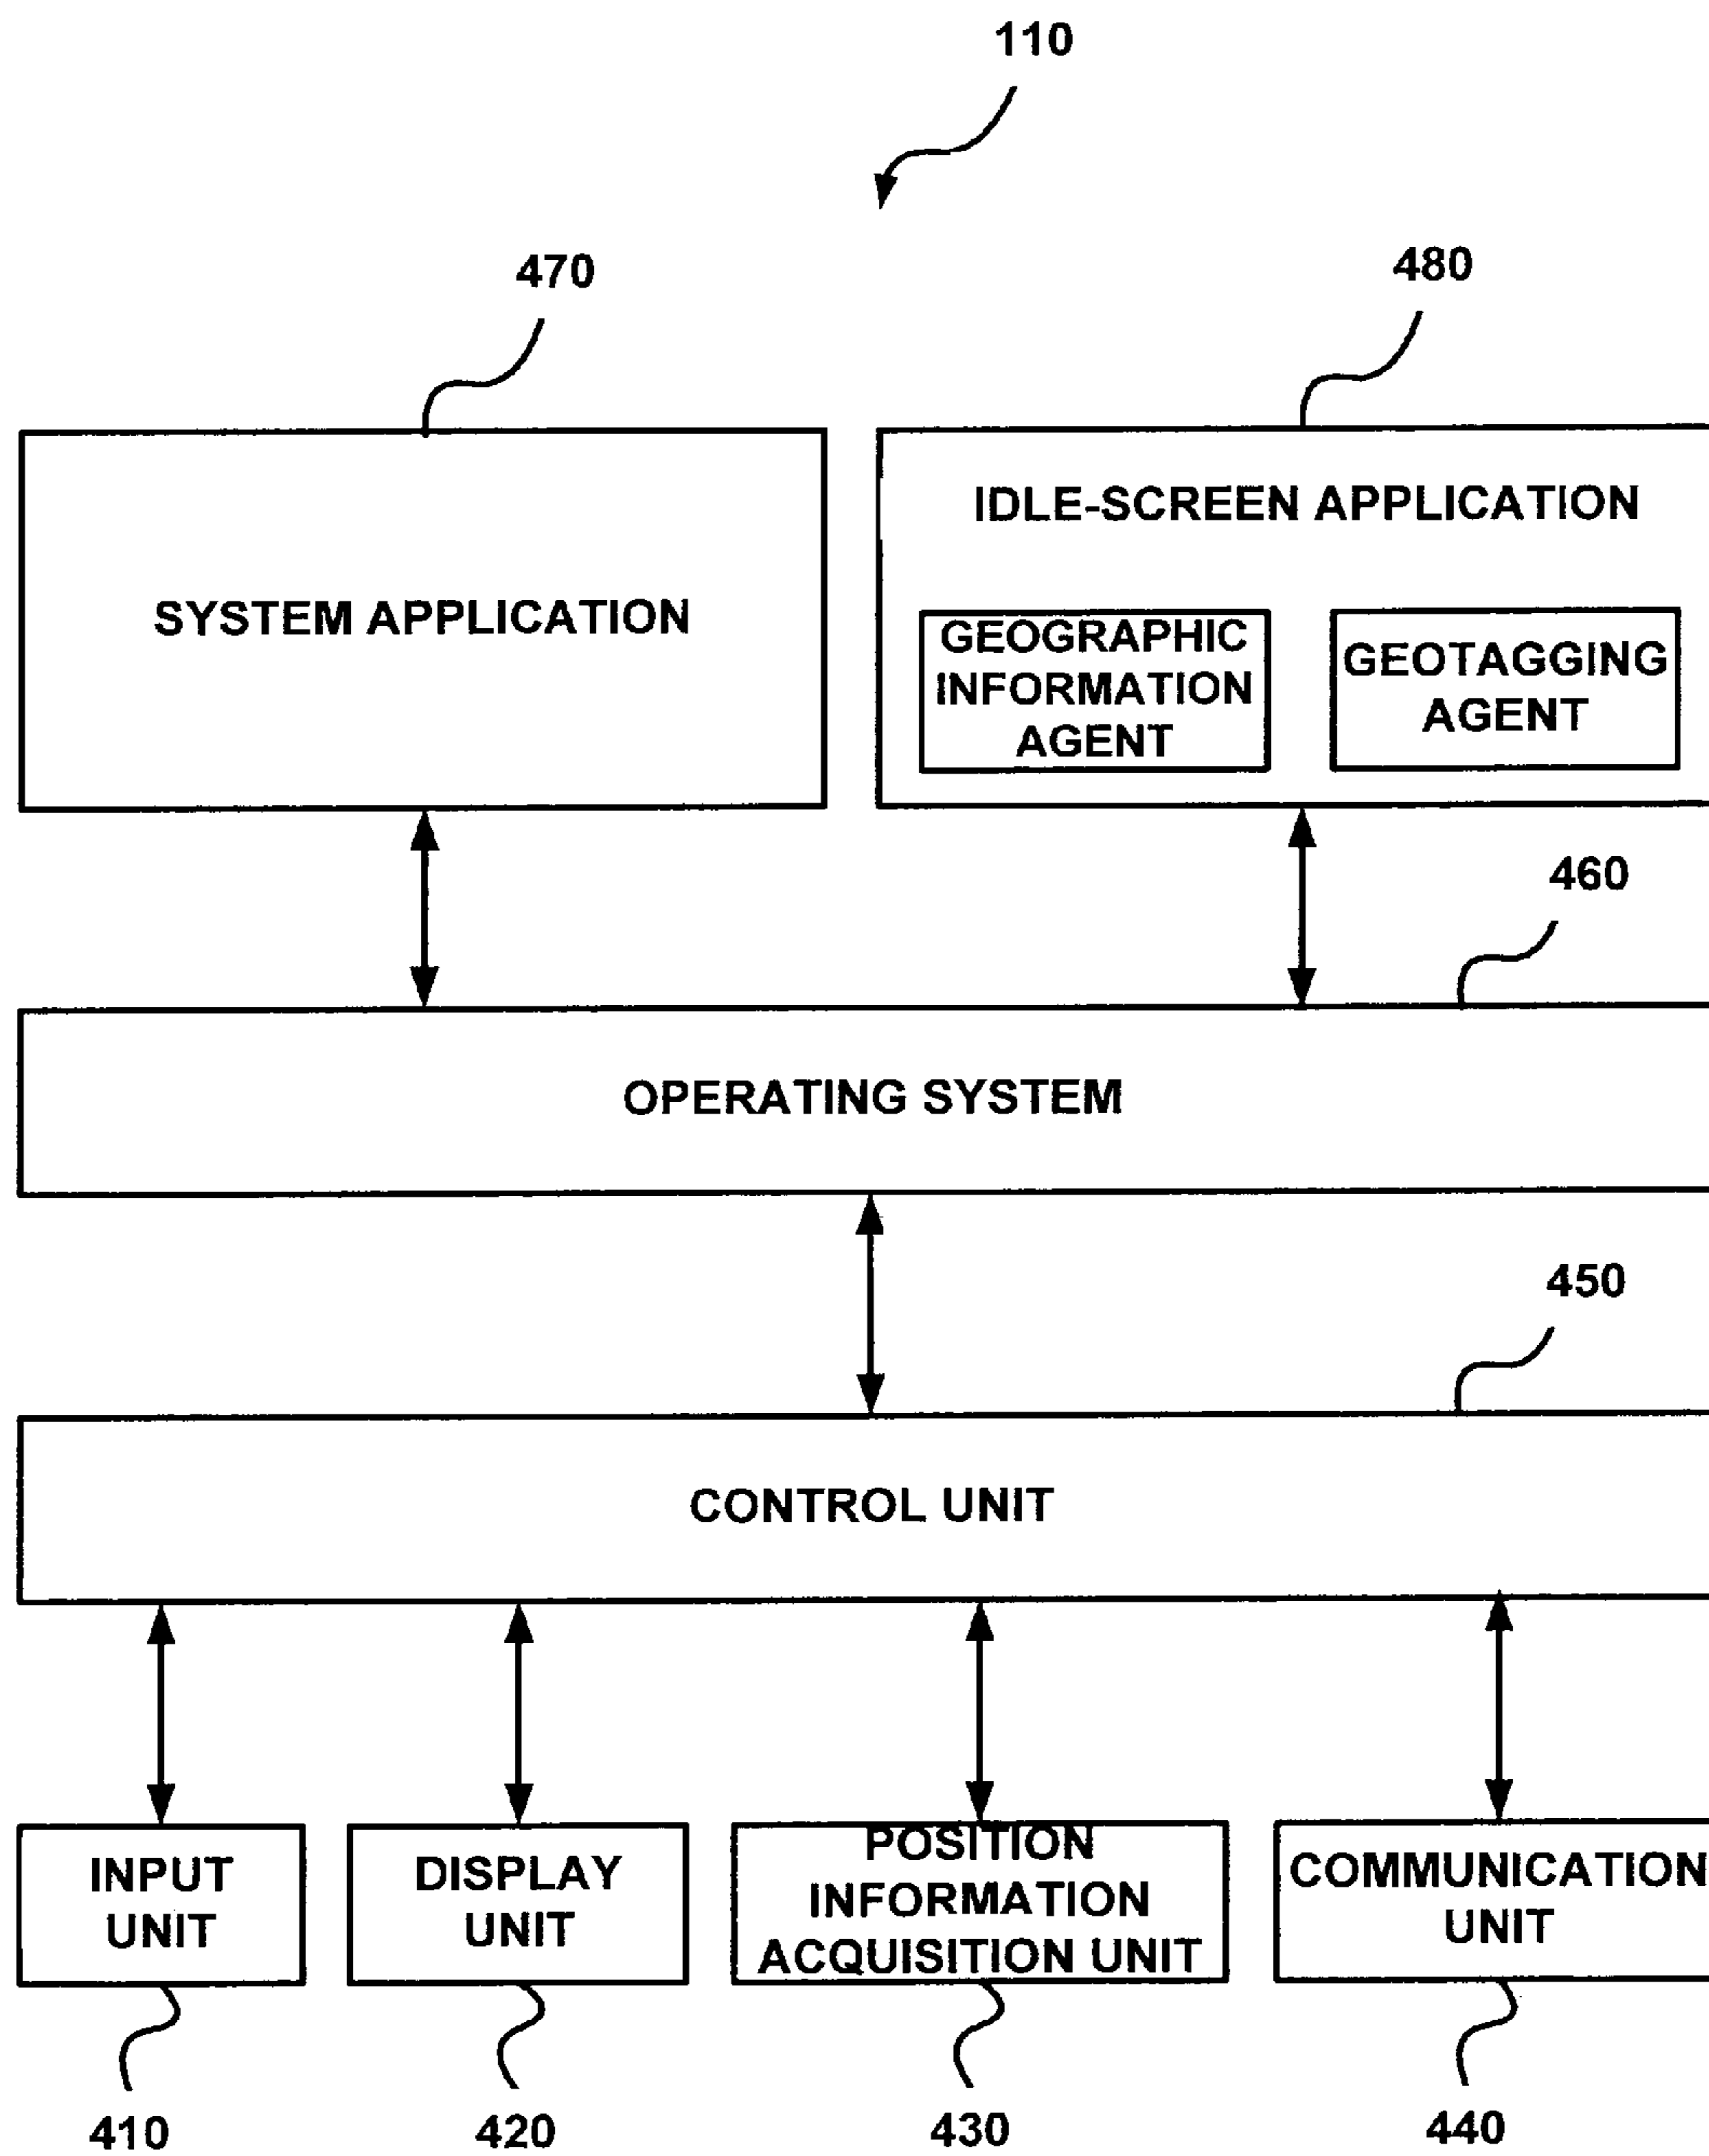 110
470
480
SYSTEM APPLICATION
IDLE-SCREEN APPLICATION
GEOGRAPHIC
INFORMATION
AGENT
GEOTAGGING
AGENT
460
OPERATING SYSTEM
450
CONTROL UNIT
INPUT
UNIT
DISPLAY
UNIT
POSITION
INFORMATION
ACQUISITION UNIT
COMMUNICATION
UNIT
410
420
430
440